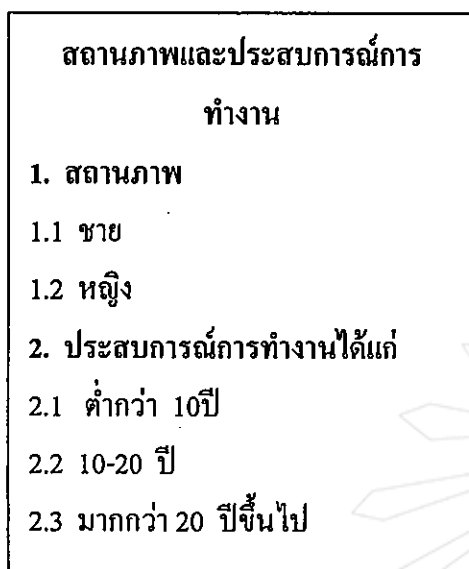 สถานภาพและประสบการณ์การ
ทำงาน
1. สถานภาพ
1.1 ชาย
1.2 หญิง
2. ประสบการณ์การทำงานได้แก่
2.1 ต่ำกว่า 10ปี
2.2 10-20 ปี
2.3 มากกว่า 20 ปีขึ้นไป